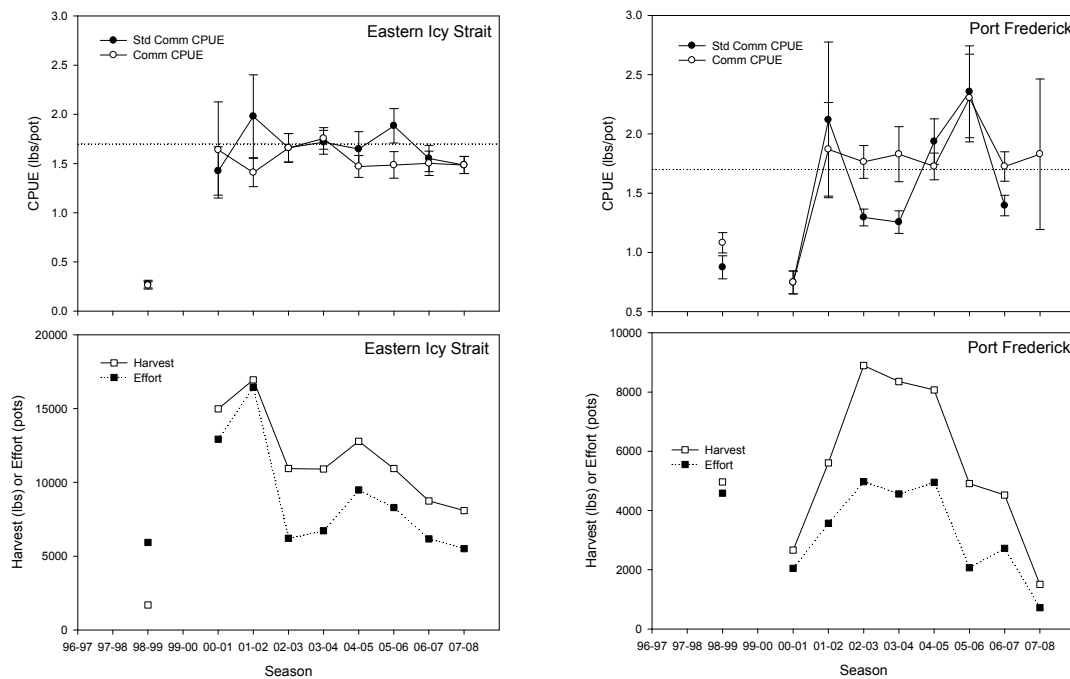 Eastern Icy Strait
Std Comm CPUE
Comm CPUE
CPUE (lbs/pot)
3.0
2.5
2.0
1.5
1.0
0.5
0.0
Port Frederick
Std Comm CPUE
Comm CPUE
CPUE (lbs/pot)
3.0
2.5
2.0
1.5
1.0
0.5
Eastern Icy Strait
Harvest
Effort
Harvest (lbs) or Effort (pots)
20000
15000
10000
5000
0
96-97 97-98 98-99 99-00 00-01 01-02 02-03 03-04 04-05 05-06 06-07 07-08
Season
Port Frederick
Harvest
Effort
Harvest (lbs) or Effort (pots)
10000
8000
6000
4000
2000
0
96-97 97-98 98-99 99-00 00-01 01-02 02-03 03-04 04-05 05-06 06-07 07-08
Season